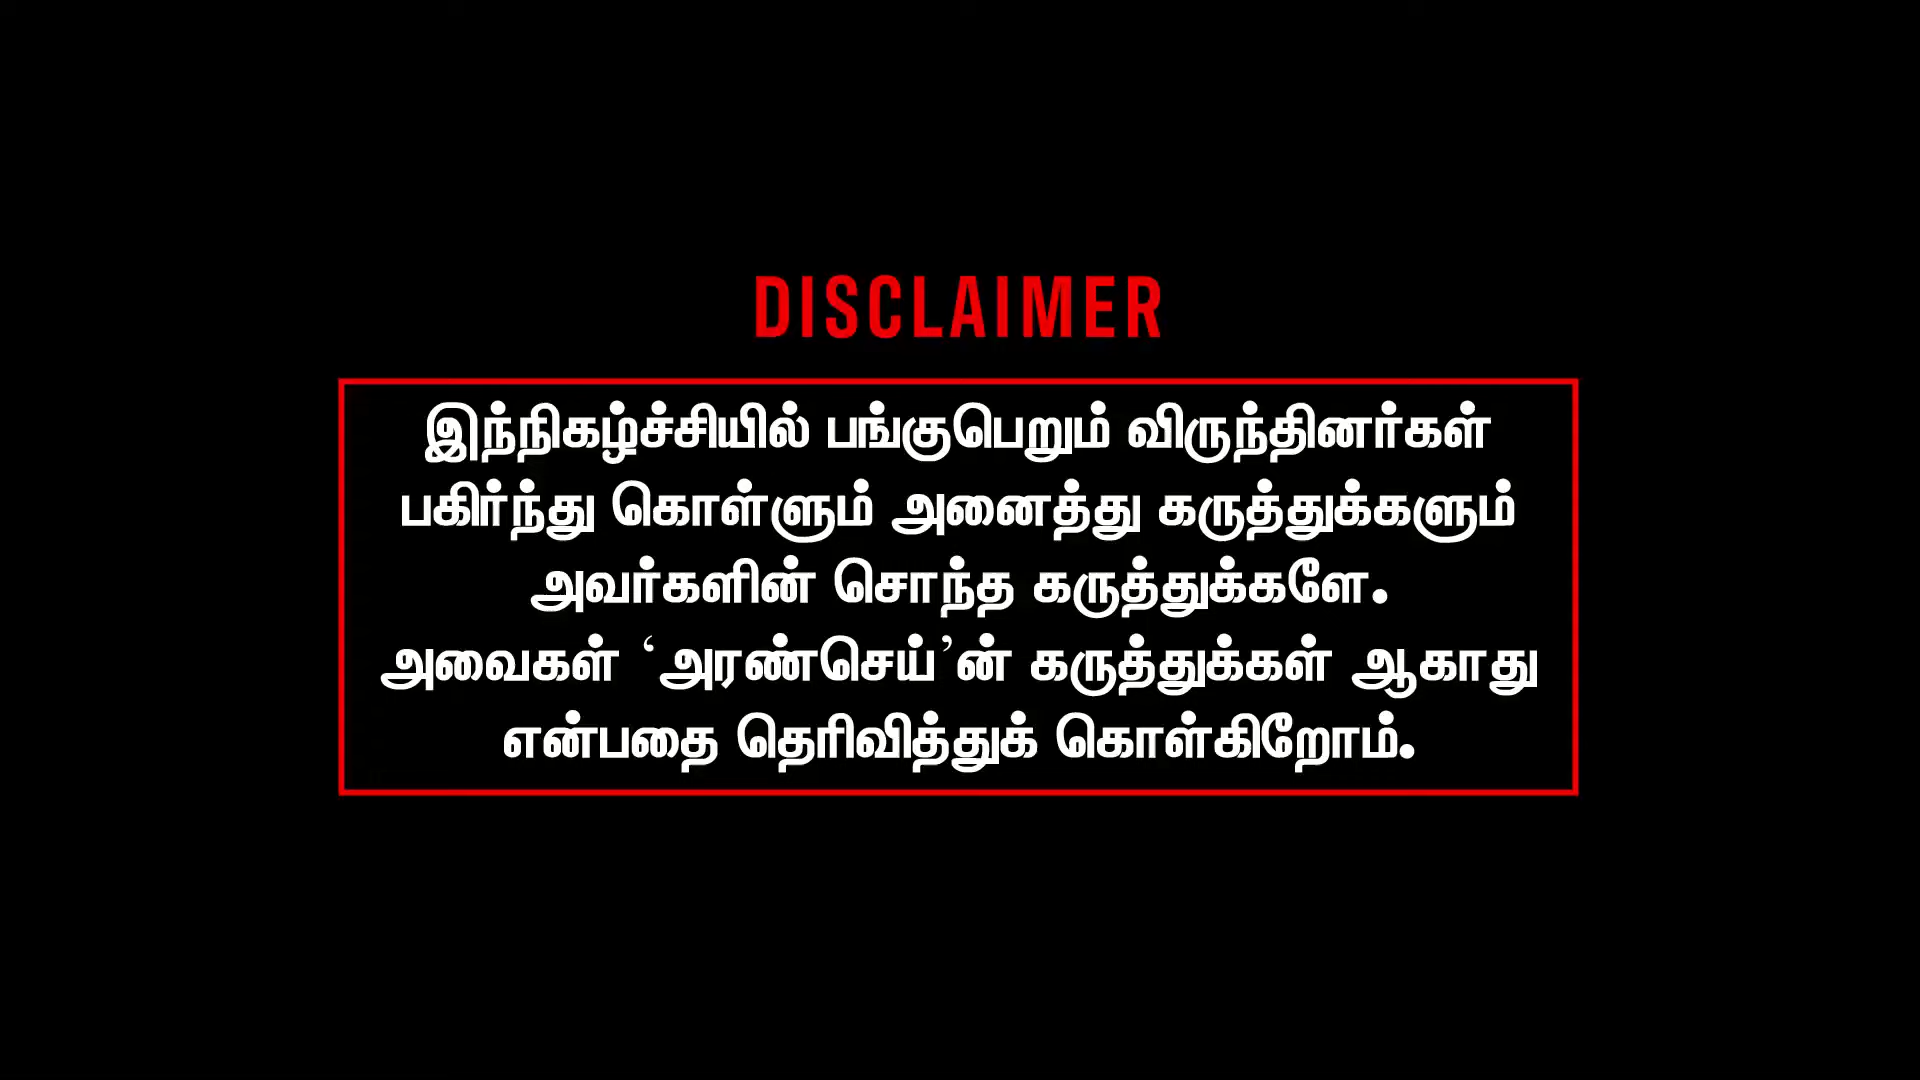 DISCLAIMER
இந்நிகழ்ச்சியில் பங்குபெறும் விருந்தினர்கள்
பகிர்ந்து கொள்ளும் அனைத்து கருத்துக்களும்
அவர்களின் சொந்த கருத்துக்களே.
அவைகள் ‘அரண்செய்’ன் கருத்துக்கள் ஆகாது
என்பதை தெரிவித்துக் கொள்கிறோம்.